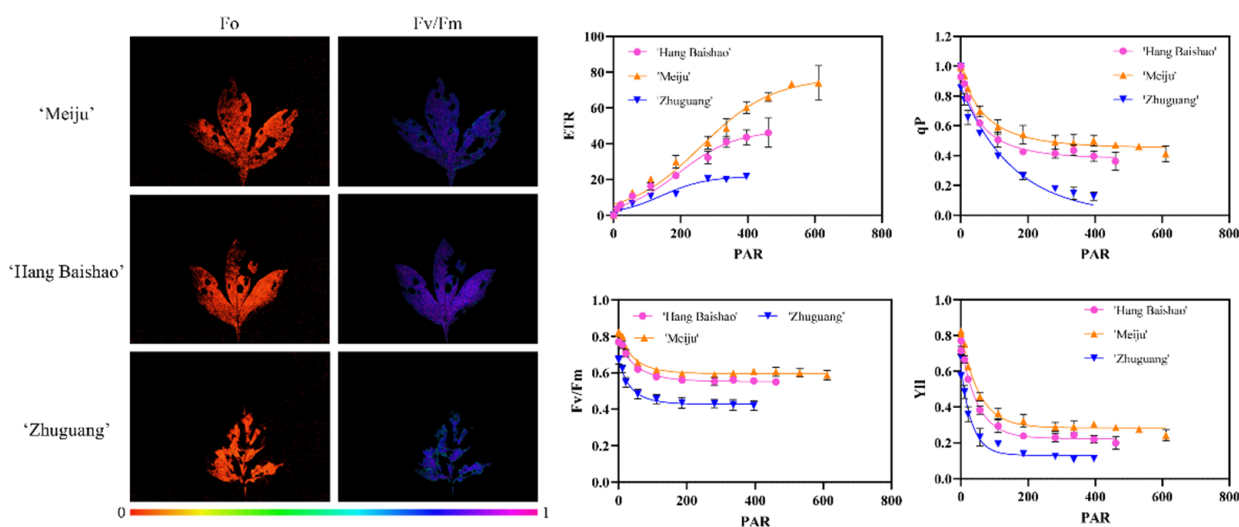 Fo
Fv/Fm
‘Meiju’
‘Hang Baishao’
‘Zhuguang’
0
1
100
80
60
40
20
0
ETR
'Hang Baishao'
'Meiju'
'Zhuguang'
0
200
400
600
800
PAR
1.2
1.0
0.8
0.6
0.4
0.2
0.0
qP
'Hang Baishao'
'Meiju'
'Zhuguang'
0
200
400
600
800
PAR
1.0
0.8
0.6
0.4
0.2
0.0
Fv/Fm
'Hang Baishao'
'Zhuguang'
'Meiju'
0
200
400
600
800
PAR
1.0
0.8
0.6
0.4
0.2
0.0
YII
'Hang Baishao'
'Meiju'
'Zhuguang'
0
200
400
600
800
PAR